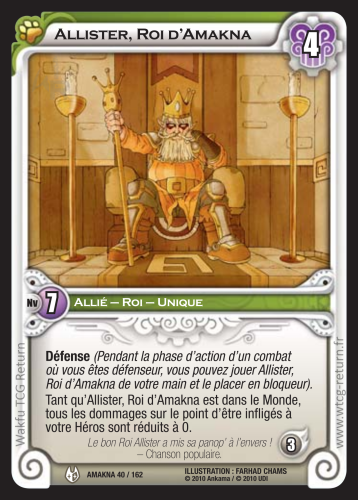 ALLISTER, ROI D'AMAKNA
4
Nv 7
ALLIÉ – ROI – UNIQUE
Défense (Pendant la phase d'action d'un combat
où vous êtes défenseur, vous pouvez jouer Allister,
Roi d'Amakna de votre main et le placer en bloqueur).
Tant qu'Allister, Roi d'Amakna est dans le Monde,
tous les dommages sur le point d'être infligés à
votre Héros sont réduits à 0.
Le bon Roi Allister a mis sa panop' à l'envers !
– Chanson populaire.
3
AMAKNA 40 / 162
ILLUSTRATION : FARHAD CHAMS
© 2010 Ankama / © 2010 UDI
Wakfu TCG Return
www.wtcg-return.fr